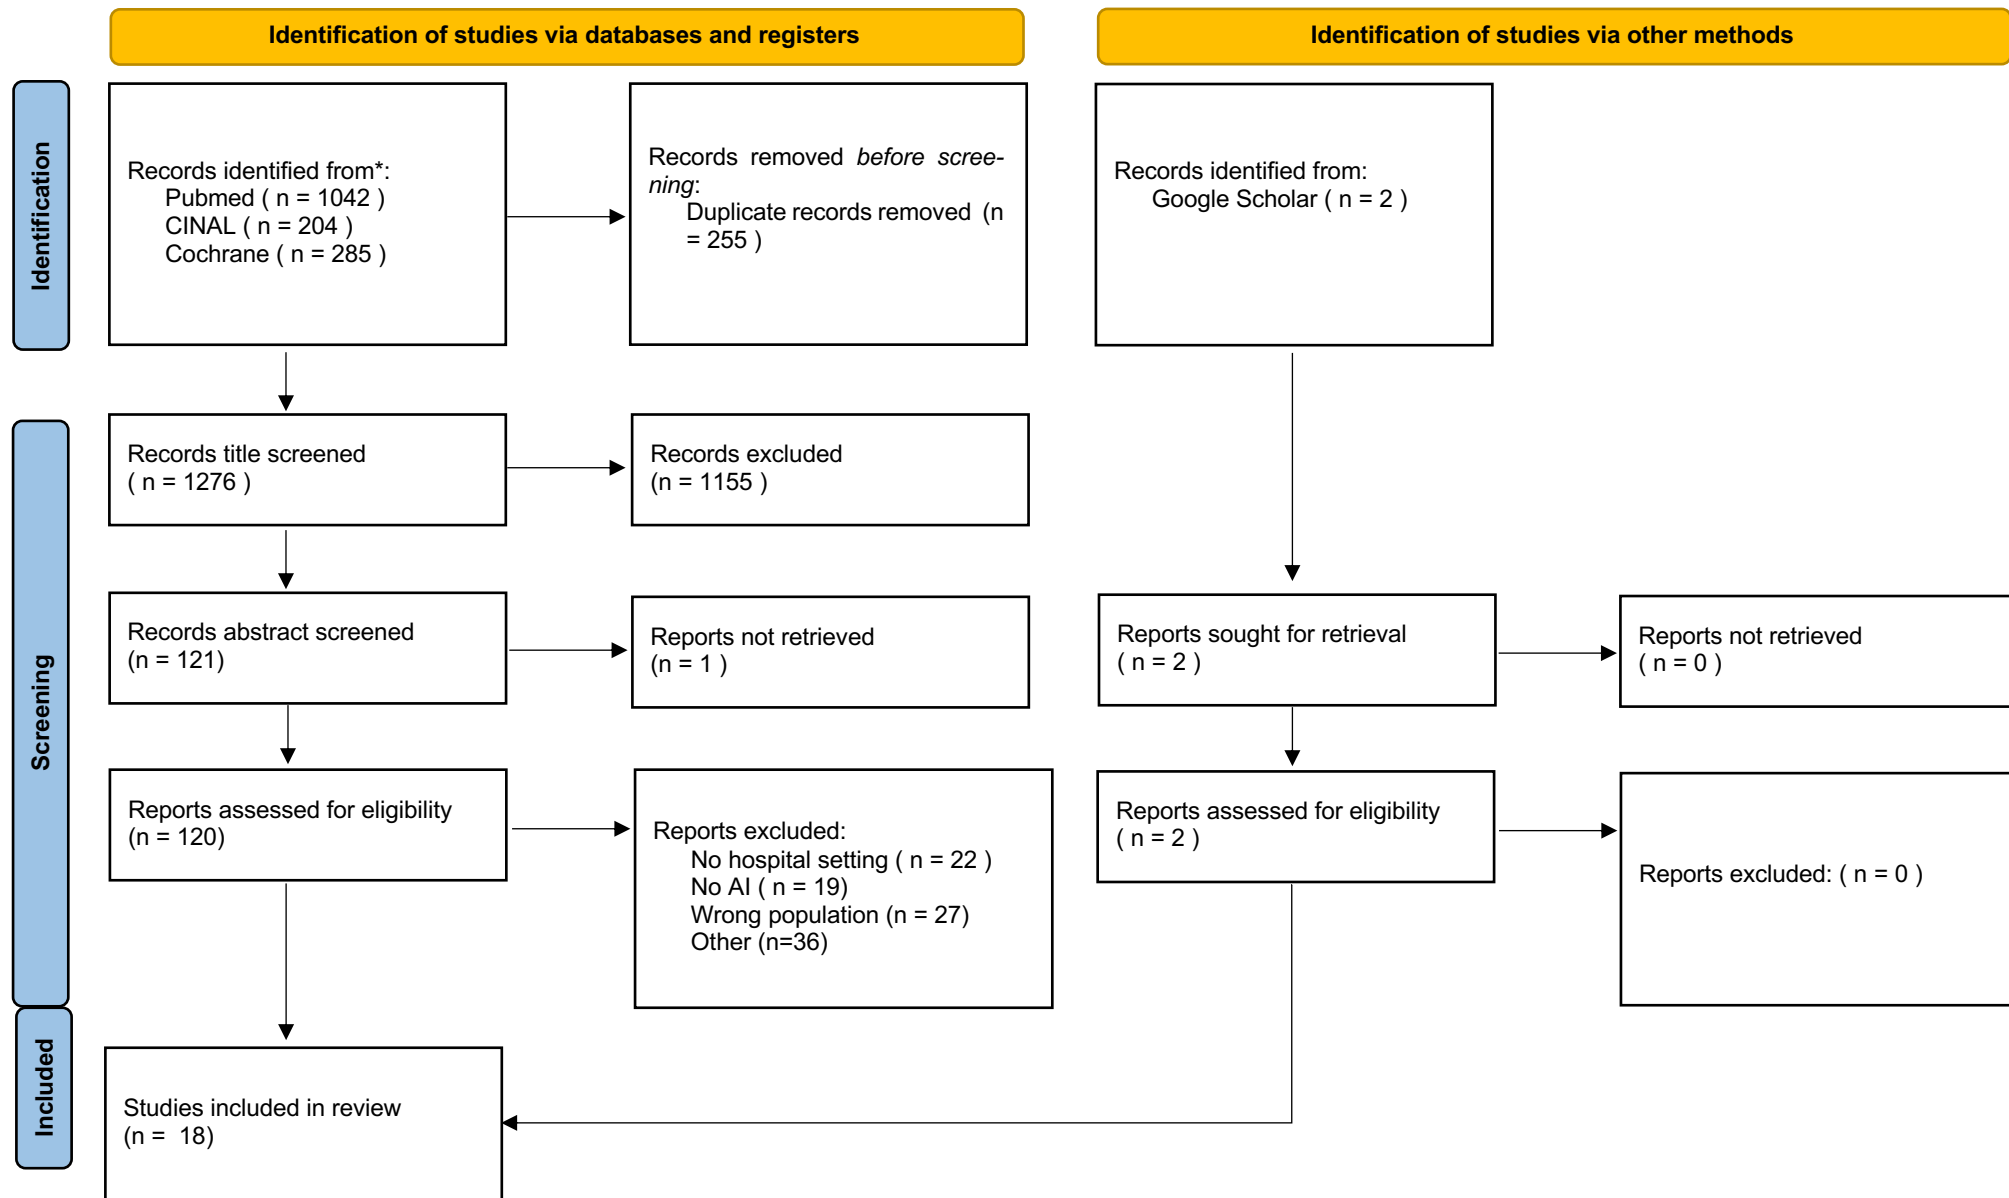 Identification of studies via databases and registers
Identification of studies via other methods
Identification
Records identified from*:
Pubmed ( n = 1042 )
CINAL ( n = 204 )
Cochrane ( n = 285 )
Records removed before scree-
ning:
Duplicate records removed (n
= 255 )
Records identified from:
Google Scholar ( n = 2 )
Screening
Records title screened
( n = 1276 )
Records excluded
(n = 1155 )
Records abstract screened
(n = 121)
Reports not retrieved
(n = 1 )
Reports sought for retrieval
( n = 2 )
Reports not retrieved
( n = 0 )
Reports assessed for eligibility
(n = 120)
Reports excluded:
No hospital setting ( n = 22 )
No AI ( n = 19)
Wrong population (n = 27)
Other (n=36)
Reports assessed for eligibility
( n = 2 )
Reports excluded: ( n = 0 )
Included
Studies included in review
(n = 18)